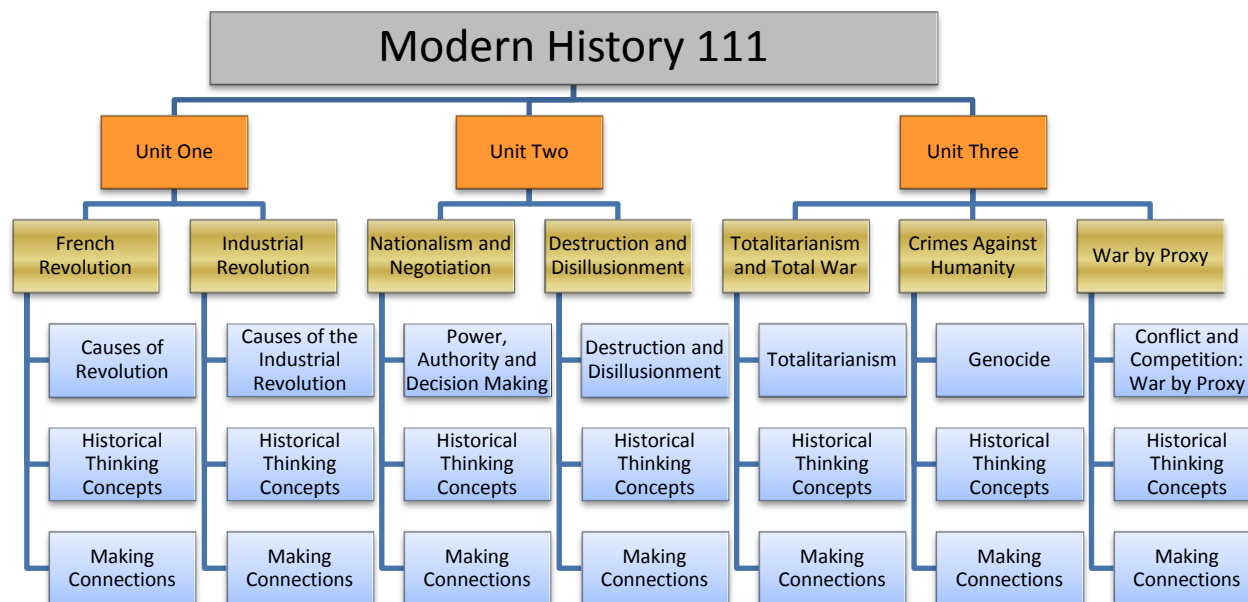 Modern History 111
Unit One
Unit Two
Unit Three
French
Revolution
Industrial
Revolution
Nationalism and
Negotiation
Destruction and
Disillusionment
Totalitarianism
and Total War
Crimes Against
Humanity
War by Proxy
Causes of
Revolution
Causes of the
Industrial
Revolution
Power,
Authority and
Decision Making
Destruction and
Disillusionment
Totalitarianism
Genocide
Conflict and
Competition:
War by Proxy
Historical
Thinking
Concepts
Historical
Thinking
Concepts
Historical
Thinking
Concepts
Historical
Thinking
Concepts
Historical
Thinking
Concepts
Historical
Thinking
Concepts
Historical
Thinking
Concepts
Making
Connections
Making
Connections
Making
Connections
Making
Connections
Making
Connections
Making
Connections
Making
Connections